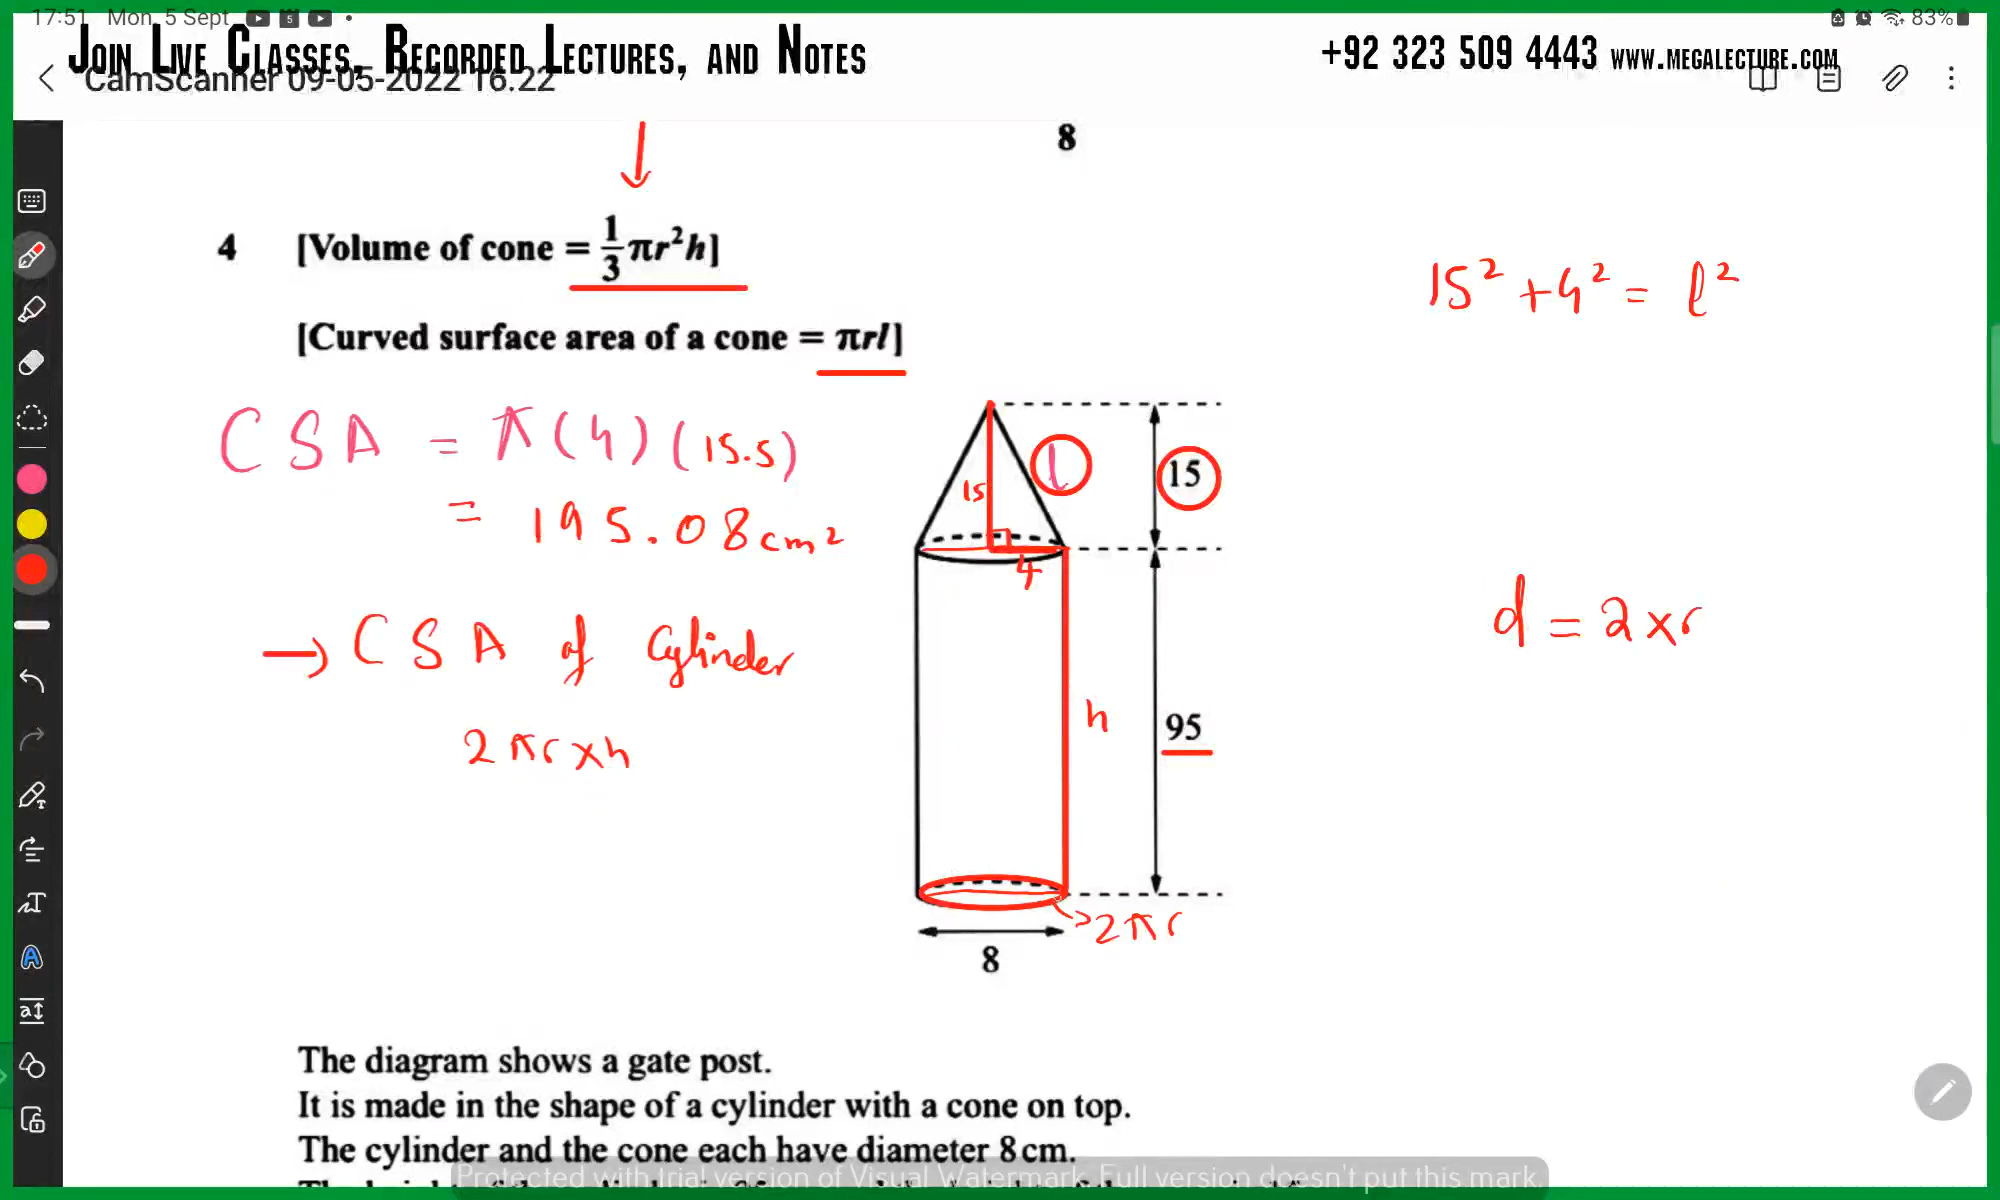 17:51 Mon, 5 Sept
83%
Join Live Classes, Recorded Lectures, and Notes
+92 323 509 4443 www.megalecture.com
CamScanner 09-05-2022 16.22
8
4 [Volume of cone = 1/3 πr²h]
15² + 4² = l²
[Curved surface area of a cone = πrl]
CSA = π(4)(15.5)
= 195.08cm²
l
15
15
4
→ CSA of Cylinder
d = 2×r
2πr×h
h
95
2πr
8
The diagram shows a gate post.
It is made in the shape of a cylinder with a cone on top.
The cylinder and the cone each have diameter 8 cm.
Protected with trial version of Visual Watermark. Full version doesn't put this mark.